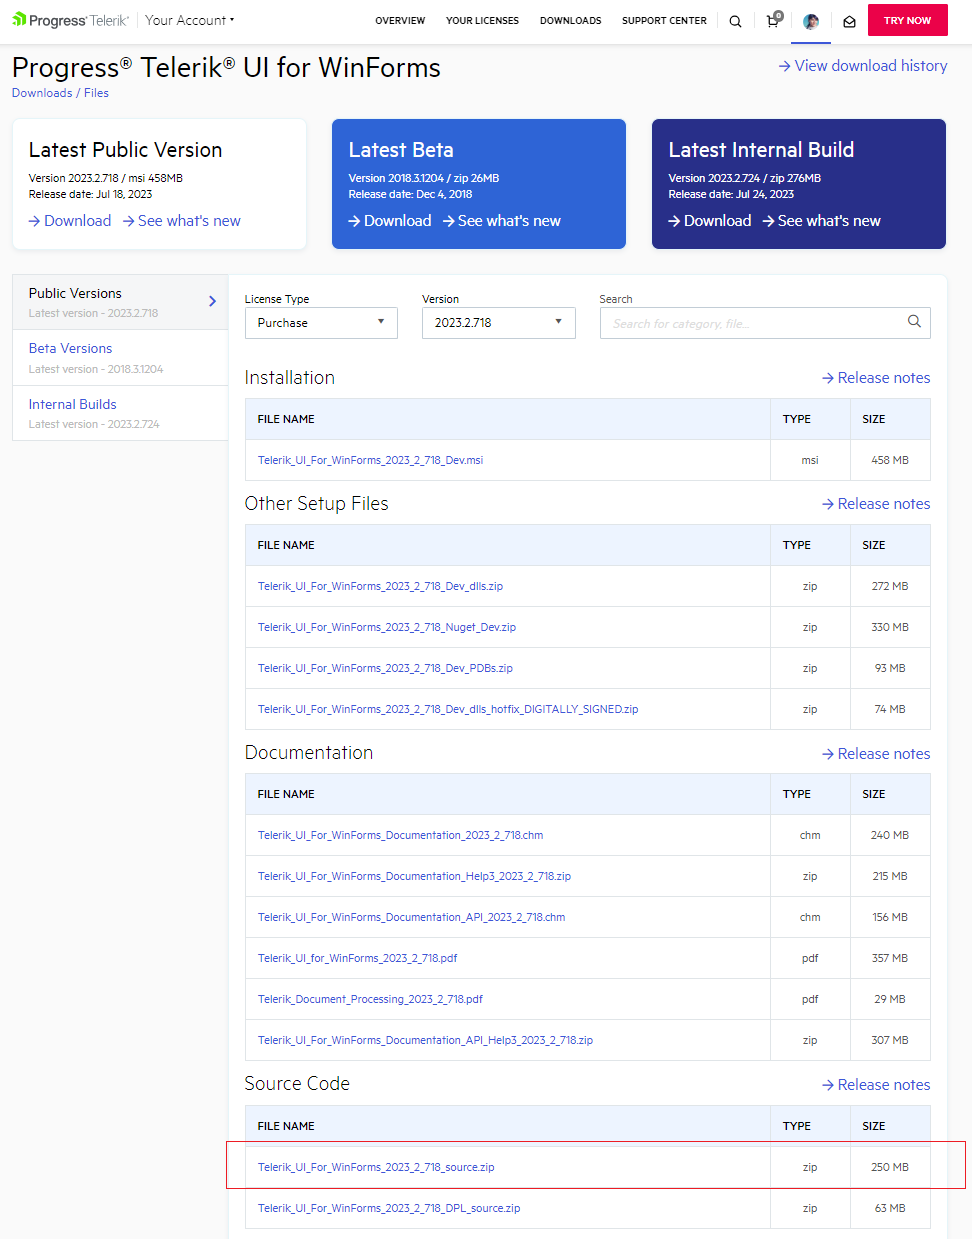 Progress Telerik Your Account OVERVIEW YOUR LICENSES DOWNLOADS SUPPORT CENTER 0 TRY NOW
Progress® Telerik® UI for WinForms
View download history
Downloads / Files
Latest Public Version
Version 2023.2.718 / msi 458MB
Release date: Jul 18, 2023
Download See what's new
Latest Beta
Version 2018.3.1204 / zip 26MB
Release date: Dec 4, 2018
Download See what's new
Latest Internal Build
Version 2023.2.724 / zip 276MB
Release date: Jul 24, 2023
Download See what's new
Public Versions
Latest version - 2023.2.718
Beta Versions
Latest version - 2018.3.1204
Internal Builds
Latest version - 2023.2.724
License Type Version Search
Purchase 2023.2.718 Search for category, file...
Installation Release notes
FILE NAME TYPE SIZE
Telerik_UI_For_WinForms_2023_2_718_Dev.msi msi 458 MB
Other Setup Files Release notes
FILE NAME TYPE SIZE
Telerik_UI_For_WinForms_2023_2_718_Dev_dlls.zip zip 272 MB
Telerik_UI_For_WinForms_2023_2_718_Nuget_Dev.zip zip 330 MB
Telerik_UI_For_WinForms_2023_2_718_Dev_PDBs.zip zip 93 MB
Telerik_UI_For_WinForms_2023_2_718_Dev_dlls_hotfix_DIGITALLY_SIGNED.zip zip 74 MB
Documentation Release notes
FILE NAME TYPE SIZE
Telerik_UI_For_WinForms_Documentation_2023_2_718.chm chm 240 MB
Telerik_UI_For_WinForms_Documentation_Help3_2023_2_718.zip zip 215 MB
Telerik_UI_For_WinForms_Documentation_API_2023_2_718.chm chm 156 MB
Telerik_UI_for_WinForms_2023_2_718.pdf pdf 357 MB
Telerik_Document_Processing_2023_2_718.pdf pdf 29 MB
Telerik_UI_For_WinForms_Documentation_API_Help3_2023_2_718.zip zip 307 MB
Source Code Release notes
FILE NAME TYPE SIZE
Telerik_UI_For_WinForms_2023_2_718_source.zip zip 250 MB
Telerik_UI_For_WinForms_2023_2_718_DPL_source.zip zip 63 MB